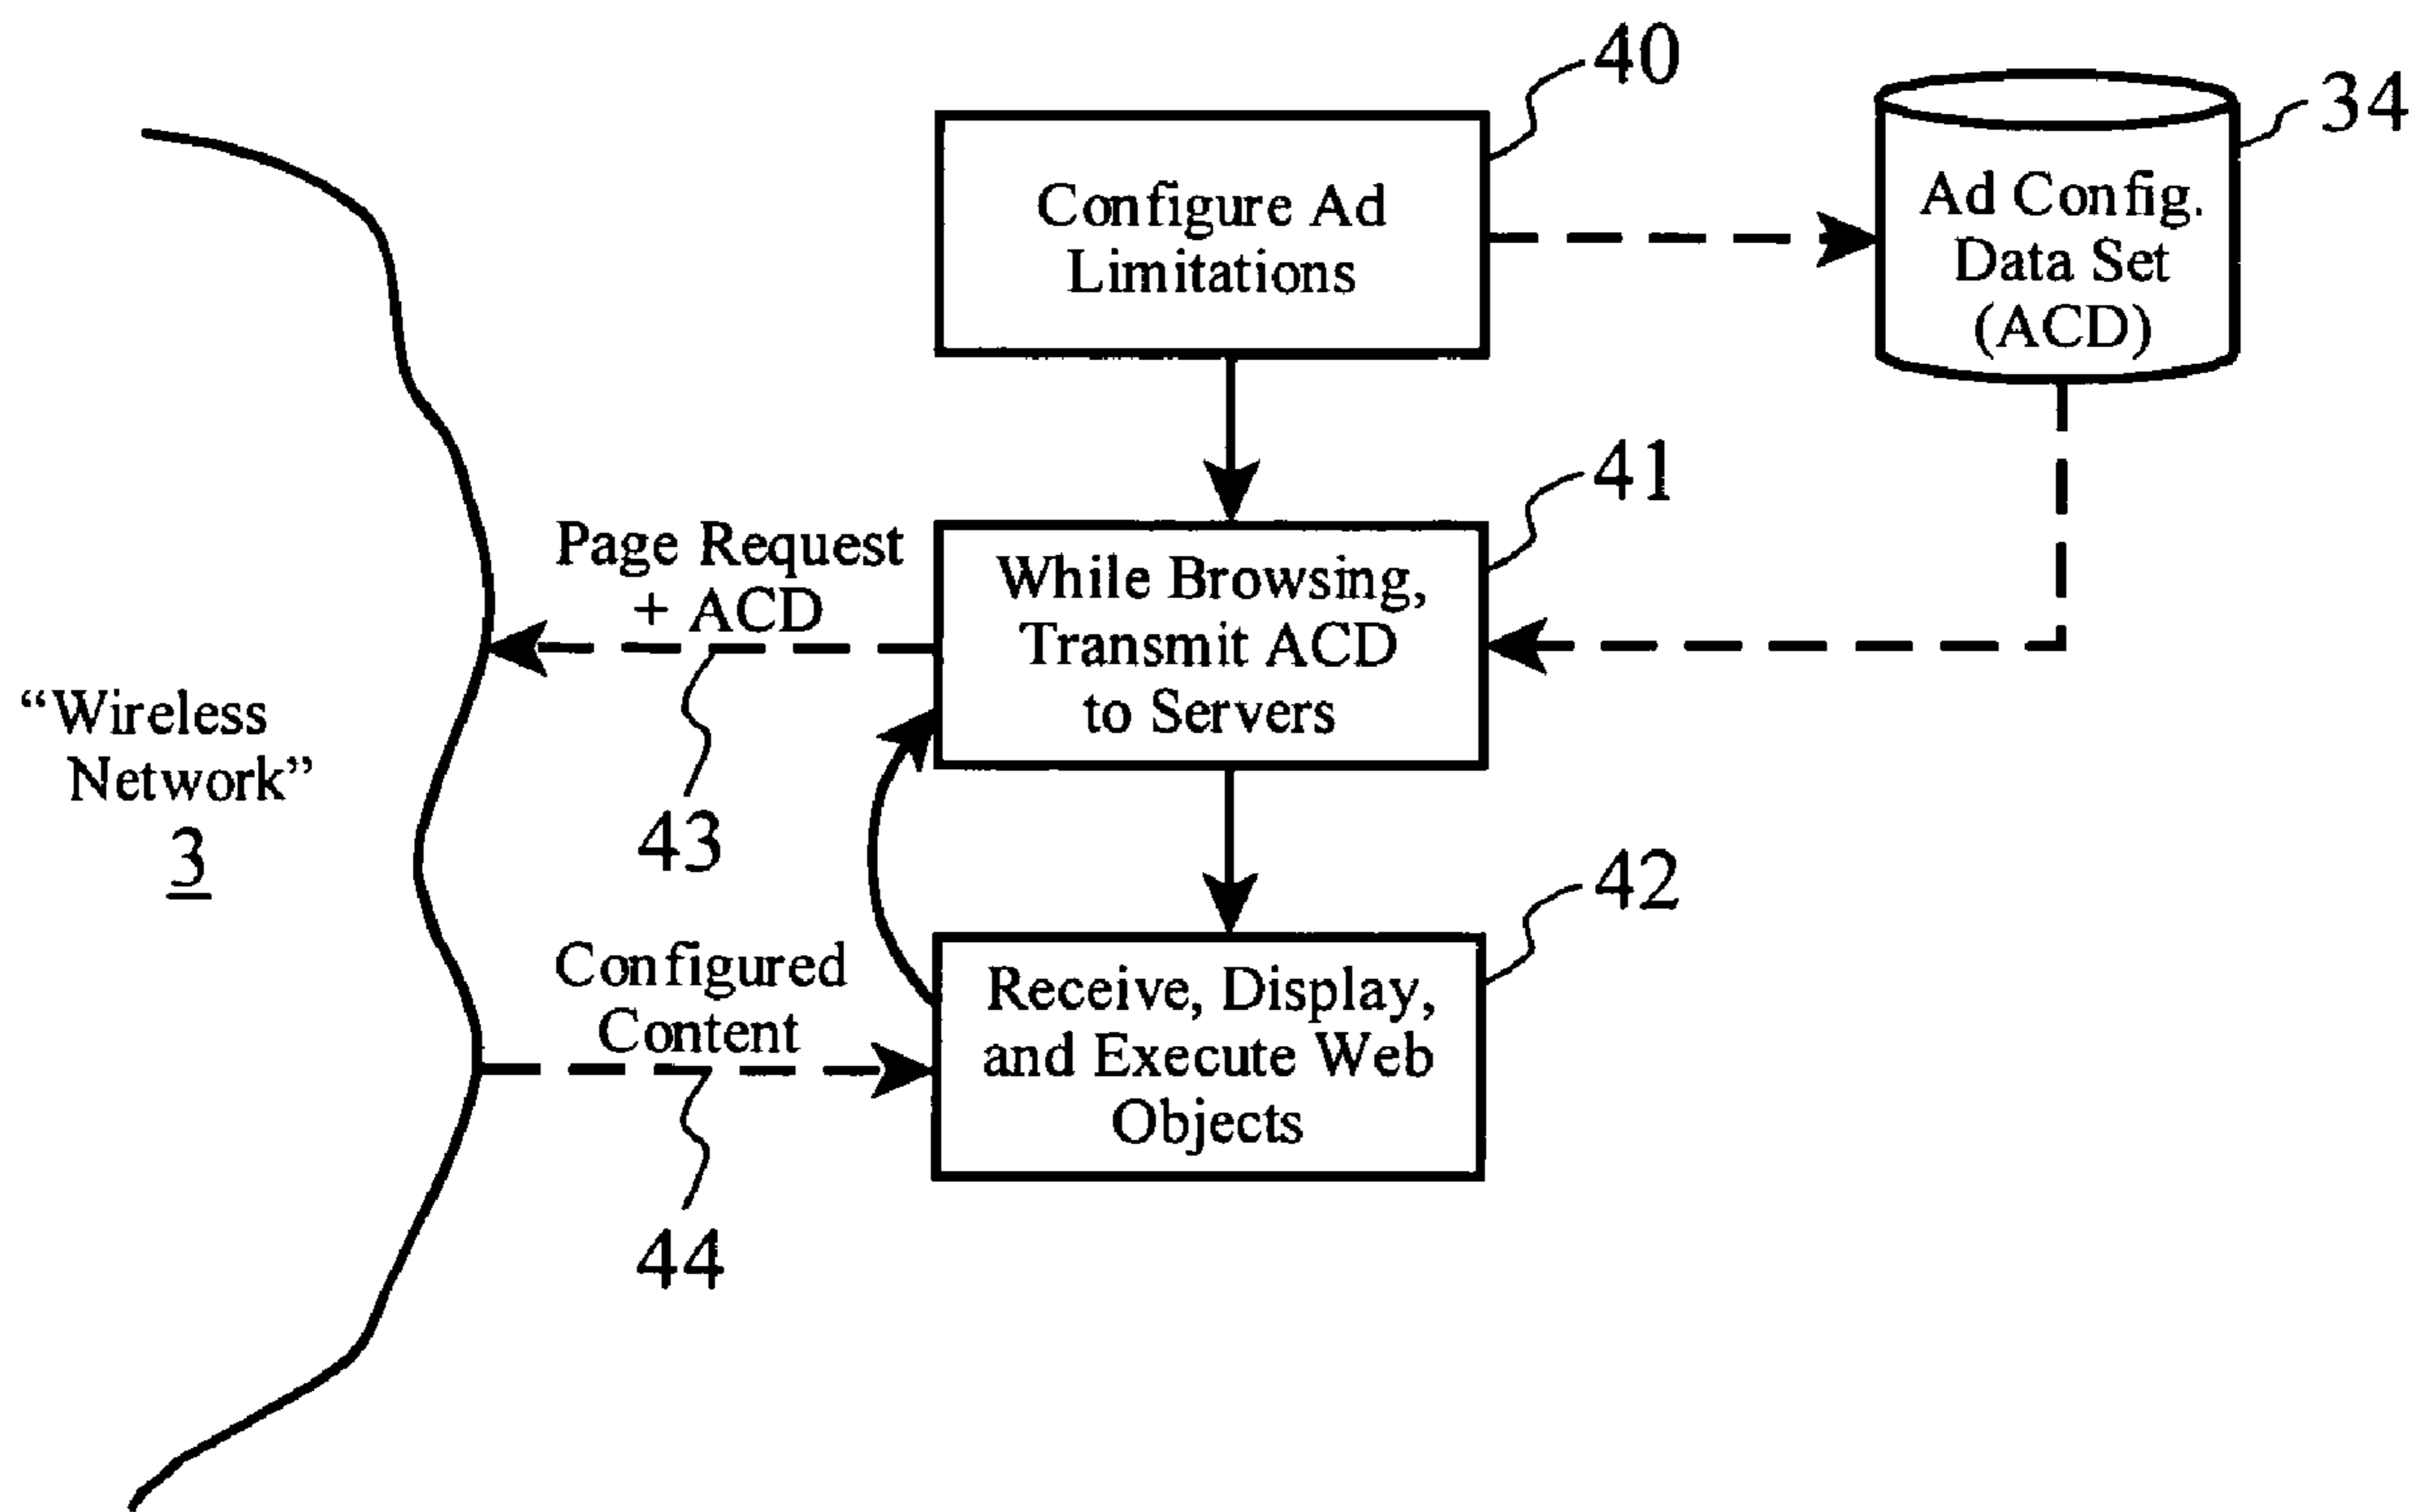 40
Configure Ad
Limitations
34
Ad Config.
Data Set
(ACD)
41
While Browsing,
Transmit ACD
to Servers
Page Request
+ ACD
43
“Wireless
Network”
3
42
Receive, Display,
and Execute Web
Objects
Configured
Content
44